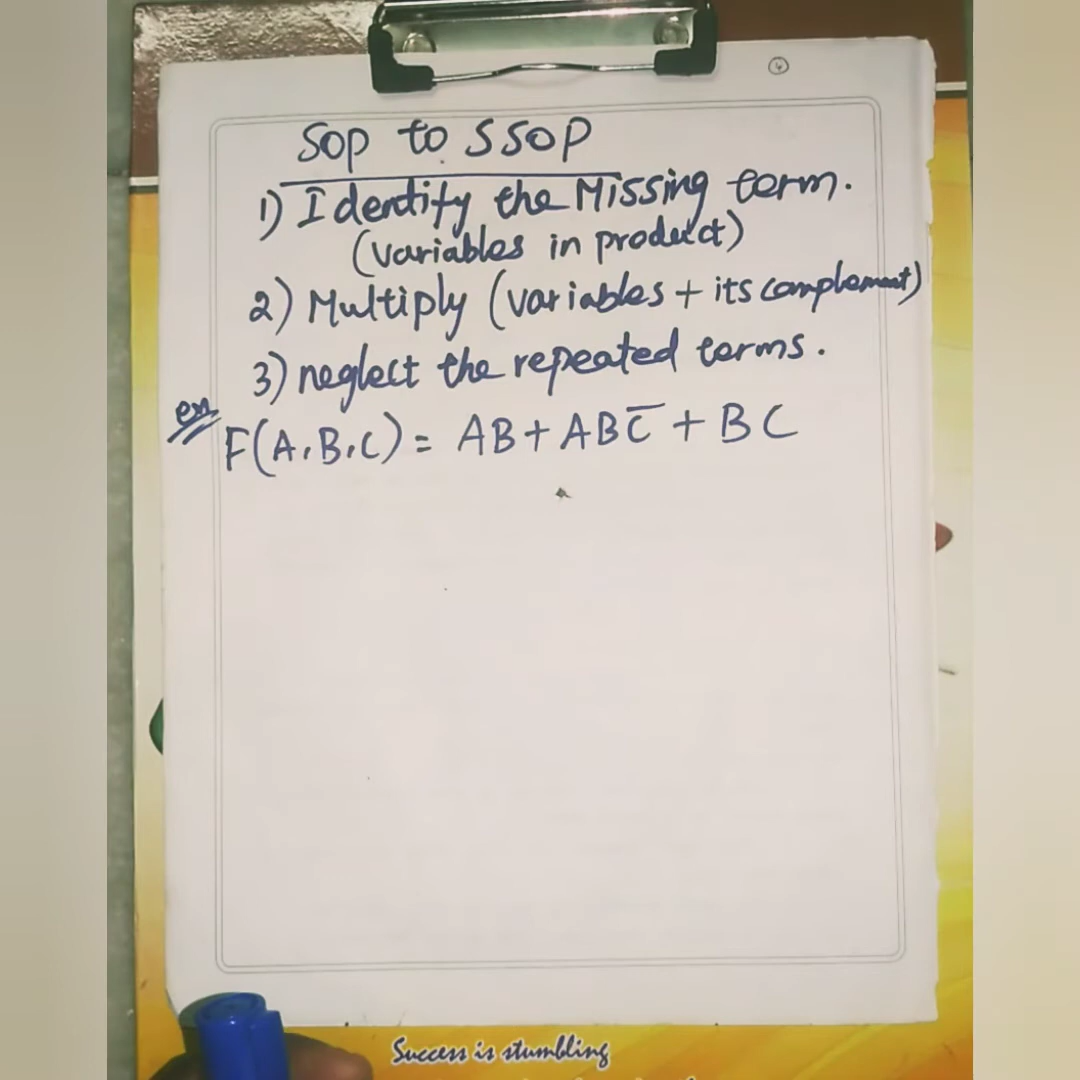 4
SOP to SSOP
1) Identify the Missing term.
(variables in product)
2) Multiply (variables + its complement)
3) neglect the repeated terms.
ex
F(A,B,C) = AB + ABC̅ + BC
Success is stumbling